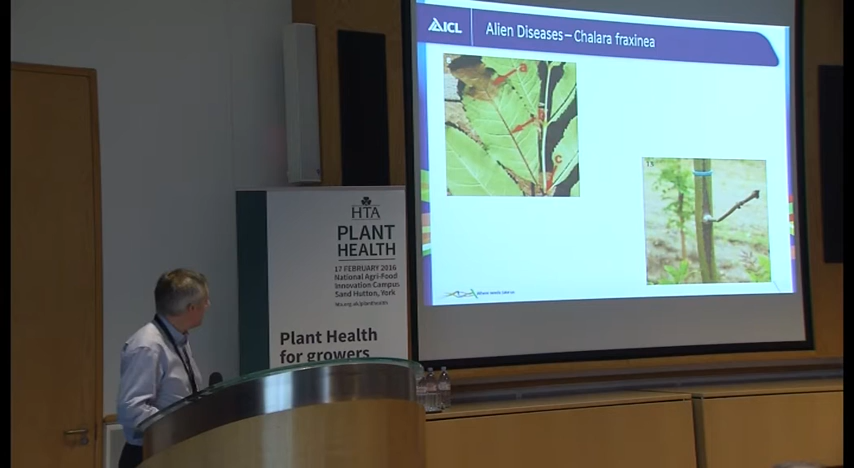 ICL
Alien Diseases – Chalara fraxinea
a
c
HTA
PLANT
HEALTH
17 FEBRUARY 2016
National Agri-Food
Innovation Campus
Sand Hutton, York
Plant Health
for growers